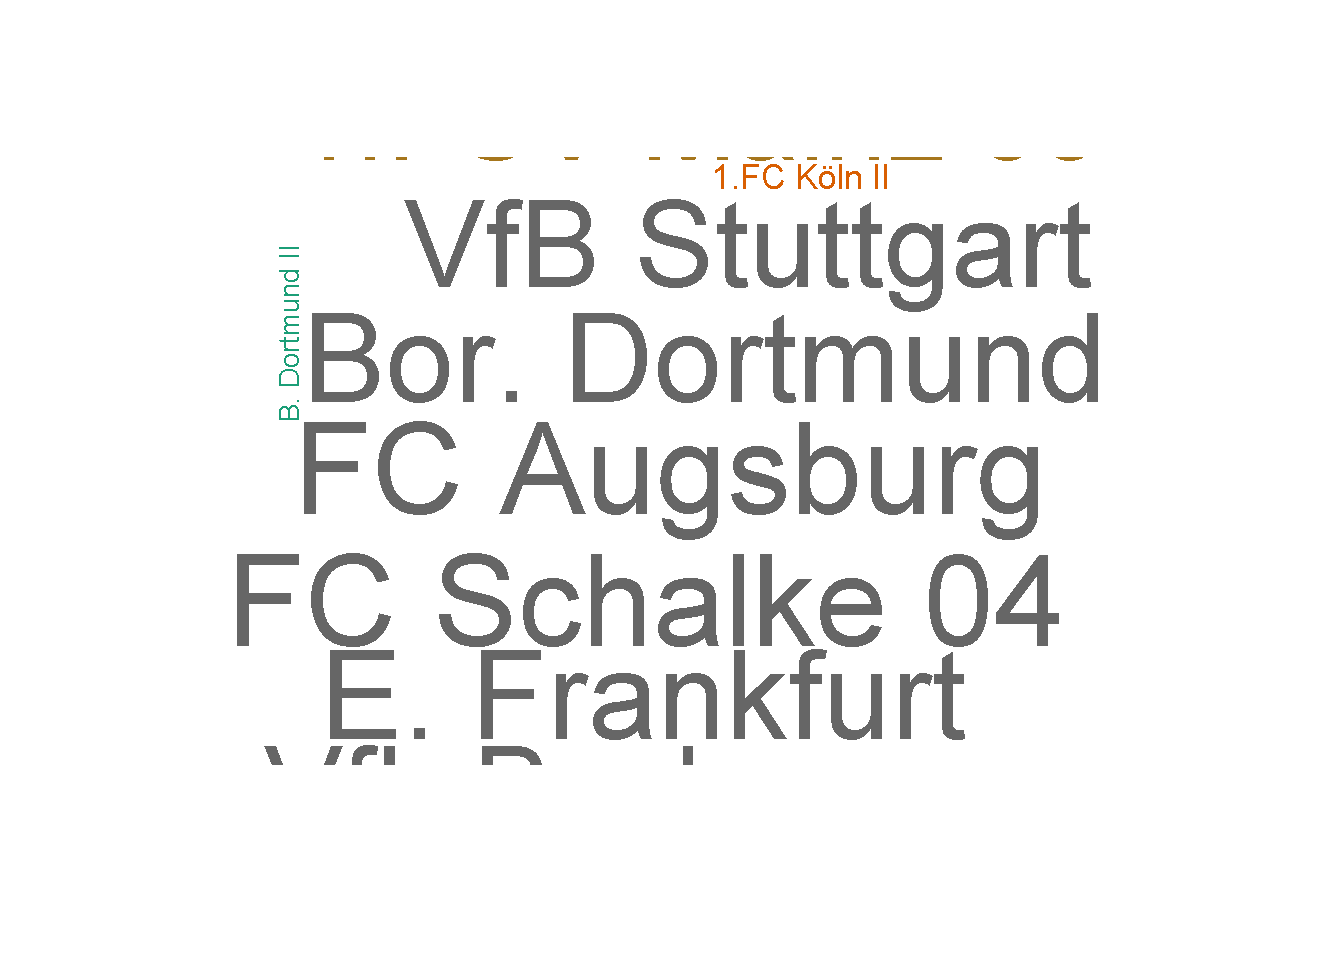 1.FC Köln II
VfB Stuttgart
B. Dortmund II
Bor. Dortmund
FC Augsburg
FC Schalke 04
E. Frankfurt